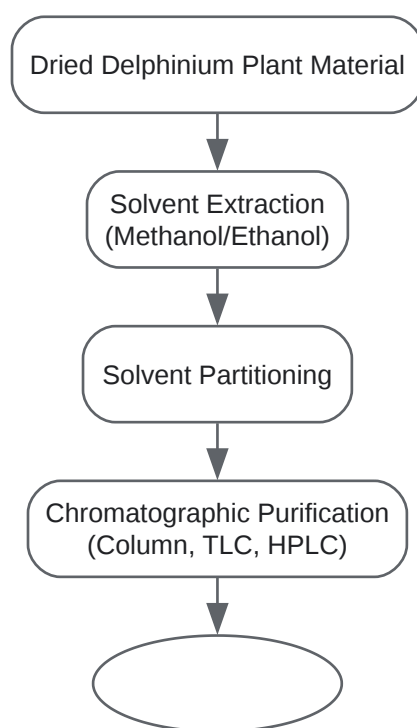 Dried Delphinium Plant Material
Solvent Extraction
(Methanol/Ethanol)
Solvent Partitioning
Chromatographic Purification
(Column, TLC, HPLC)